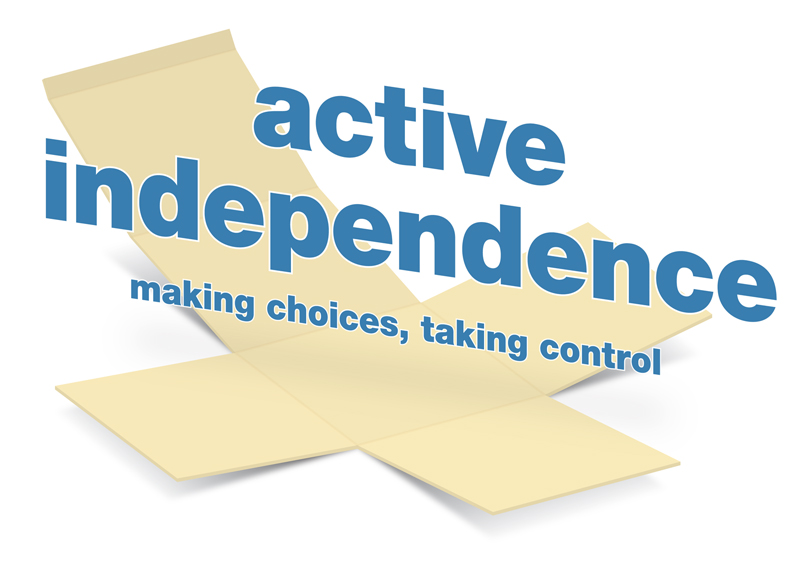 active
independence
making choices, taking control